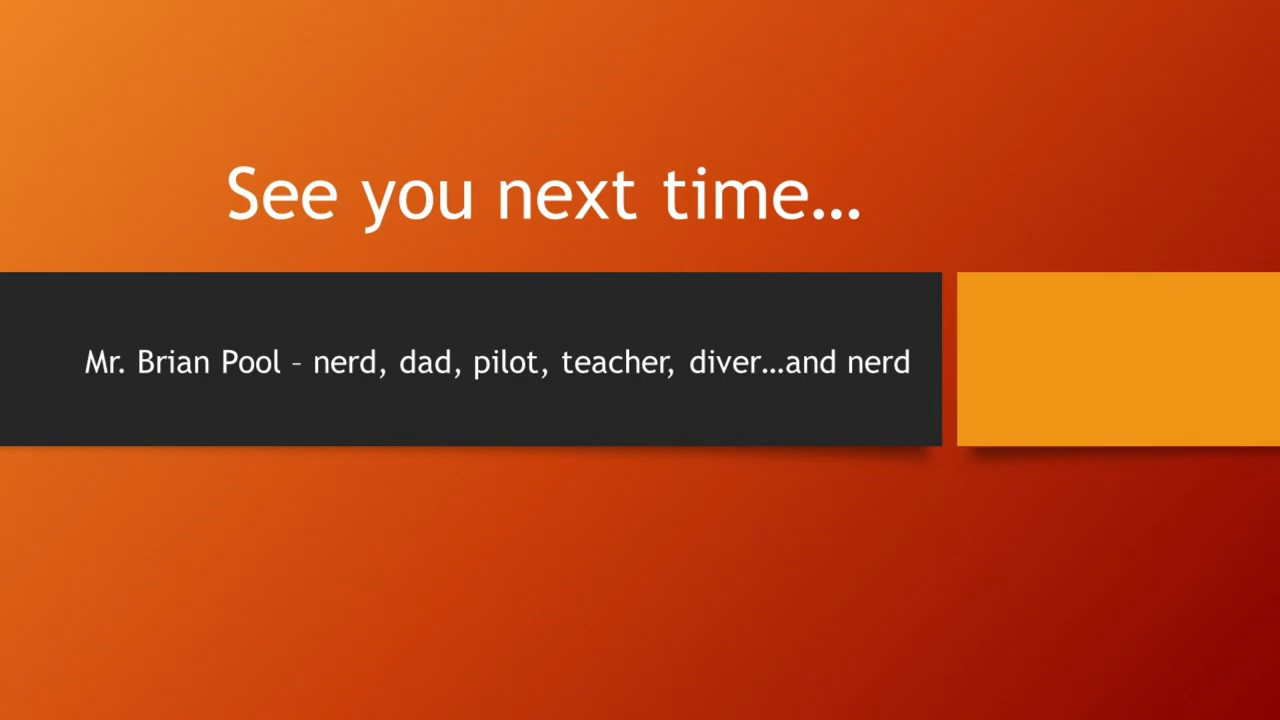 See you next time…
Mr. Brian Pool – nerd, dad, pilot, teacher, diver…and nerd